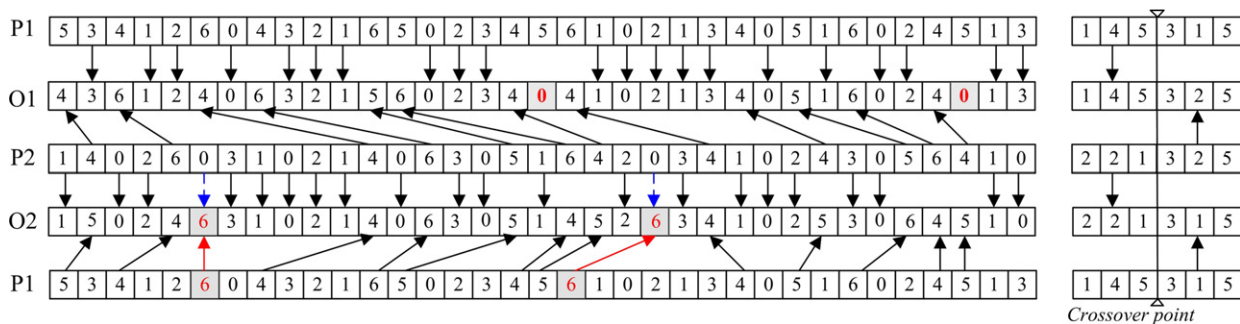 P1 5 3 4 1 2 6 0 4 3 2 1 6 5 0 2 3 4 5 6 1 0 2 1 3 4 0 5 1 6 0 2 4 5 1 3 1 4 5 3 1 5
O1 4 3 6 1 2 4 0 6 3 2 1 5 6 0 2 3 4 0 4 1 0 2 1 3 4 0 5 1 6 0 2 4 0 1 3 1 4 5 3 2 5
P2 1 4 0 2 6 0 3 1 0 2 1 4 0 6 3 0 5 1 6 4 2 0 3 4 1 0 2 4 3 0 5 6 4 1 0 2 2 1 3 2 5
O2 1 5 0 2 4 6 3 1 0 2 1 4 0 6 3 0 5 1 4 5 2 6 3 4 1 0 2 5 3 0 6 4 5 1 0 2 2 1 3 1 5
P1 5 3 4 1 2 6 0 4 3 2 1 6 5 0 2 3 4 5 6 1 0 2 1 3 4 0 5 1 6 0 2 4 5 1 3 1 4 5 3 1 5
Crossover point